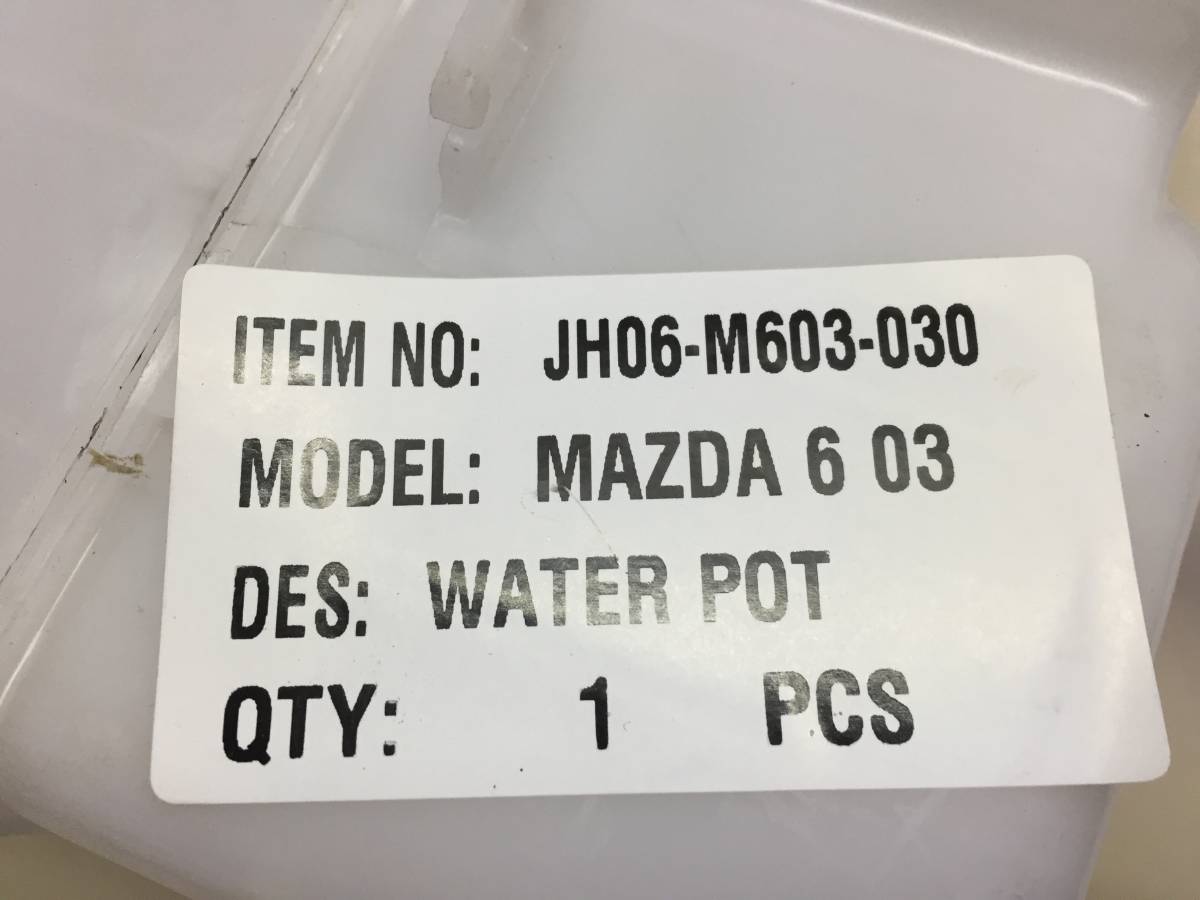 ITEM NO: JH06-M603-030
MODEL: MAZDA 6 03
DES: WATER POT
QTY: 1 PCS